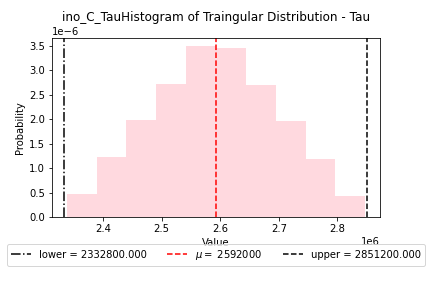 ino_C_TauHistogram of Traingular Distribution - Tau
1e−6
3.5
3.0
2.5
2.0
1.5
1.0
0.5
0.0
Probability
2.4 2.5 2.6 2.7 2.8
Value
1e6
lower = 2332800.000 μ = 2592000 upper = 2851200.000